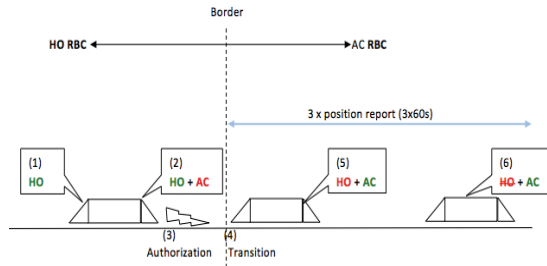 Border
HO RBC
AC RBC
3 x position report (3x60s)
(1)
HO
(2)
HO + AC
(5)
HO + AC
(6)
HO + AC
(3)
(4)
Authorization
Transition